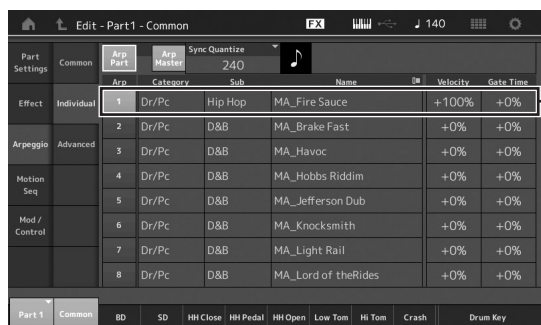 Edit - Part1 - Common FX 140
Part Settings Common Arp Part Arp Master Sync Quantize 240
Arp Category Sub Name Velocity Gate Time
Effect Individual 1 Dr/Pc Hip Hop MA_Fire Sauce +100% +0%
2 Dr/Pc D&B MA_Brake Fast +0% +0%
Arpeggio Advanced 3 Dr/Pc D&B MA_Havoc +0% +0%
Motion Seq 4 Dr/Pc D&B MA_Hobbs Riddim +0% +0%
5 Dr/Pc D&B MA_Jefferson Dub +0% +0%
Mod / Control 6 Dr/Pc D&B MA_Knocksmith +0% +0%
7 Dr/Pc D&B MA_Light Rail +0% +0%
8 Dr/Pc D&B MA_Lord of theRides +0% +0%
Part 1 Common BD SD HH Close HH Pedal HH Open Low Tom Hi Tom Crash Drum Key